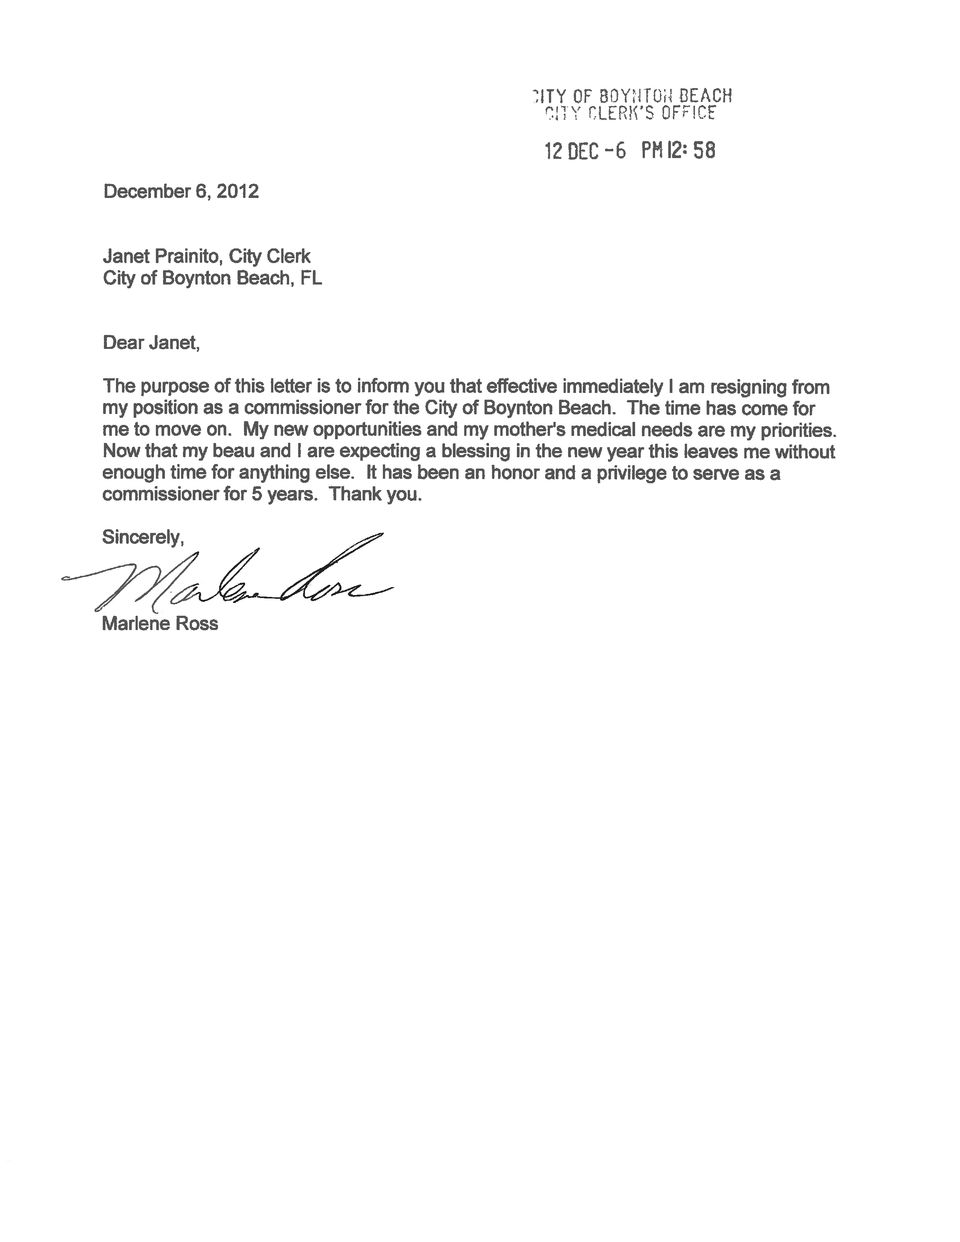 CITY OF BOYNTON BEACH
CITY CLERK'S OFFICE
12 DEC -6 PM 12: 58
December 6, 2012
Janet Prainito, City Clerk
City of Boynton Beach, FL
Dear Janet,
The purpose of this letter is to inform you that effective immediately I am resigning from
my position as a commissioner for the City of Boynton Beach. The time has come for
me to move on. My new opportunities and my mother's medical needs are my priorities.
Now that my beau and I are expecting a blessing in the new year this leaves me without
enough time for anything else. It has been an honor and a privilege to serve as a
commissioner for 5 years. Thank you.
Sincerely,
Marlene Ross
Marlene Ross